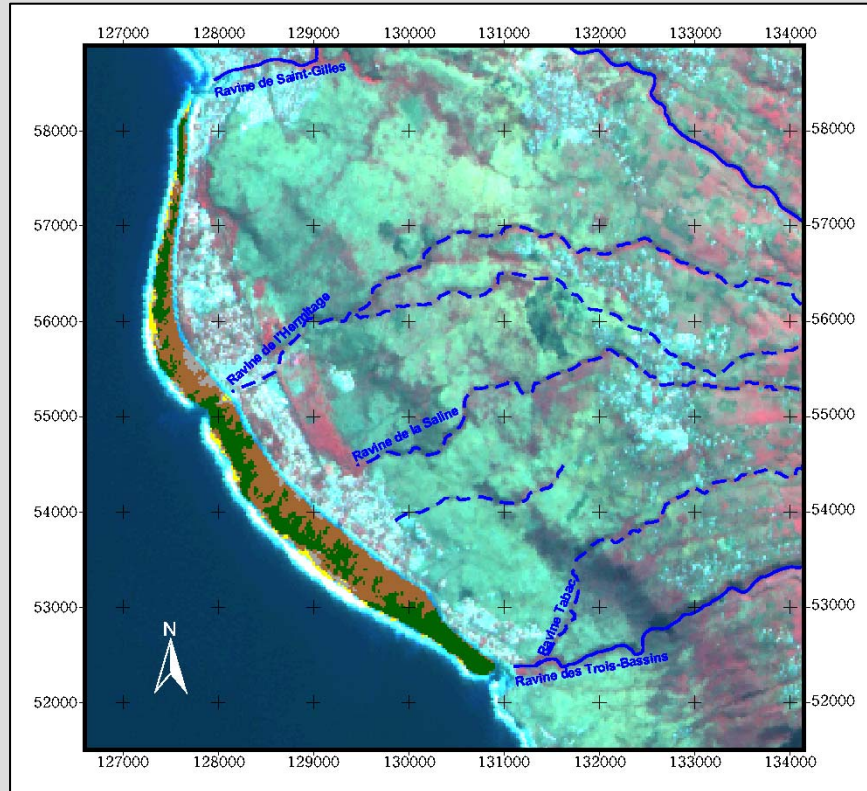 127000 128000 129000 130000 131000 132000 133000 134000
Ravine de Saint-Gilles
58000 58000
57000 57000
56000 56000
Ravine de l'Hermitage
55000 55000
Ravine de la Saline
54000 54000
53000 53000
Ravine Tabac
N
Ravine des Trois-Bassins
52000 52000
127000 128000 129000 130000 131000 132000 133000 134000